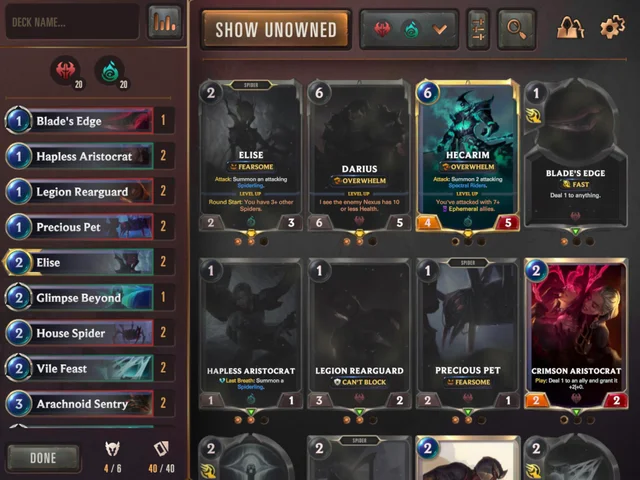 DECK NAME...
SHOW UNOWNED
20
20
1 Blade's Edge 1
1 Hapless Aristocrat 2
1 Legion Rearguard 2
1 Precious Pet 2
2 Elise 2
2 Glimpse Beyond 1
2 House Spider 2
2 Vile Feast 2
3 Arachnoid Sentry 2
DONE
4 / 6
40 / 40
2
SPIDER
ELISE
FEARSOME
Attack: Summon an attacking
Spiderling.
LEVEL UP
Round Start: You have 3+ other
Spiders.
2 3
6
DARIUS
OVERWHELM
LEVEL UP
I see the enemy Nexus has 10
or less Health.
6 5
6
HECARIM
OVERWHELM
Attack: Summon 2 attacking
Spectral Riders.
LEVEL UP
You've attacked with 7+
Ephemeral allies.
4 5
1
BLADE'S EDGE
FAST
Deal 1 to anything.
1
HAPLESS ARISTOCRAT
Last Breath: Summon a
Spiderling.
1 1
1
LEGION REARGUARD
CAN'T BLOCK
3 2
1
SPIDER
PRECIOUS PET
FEARSOME
2 1
2
CRIMSON ARISTOCRAT
Play: Deal 1 to an ally and grant it
+2|+0.
2 2
2
2
SPIDER
2
2